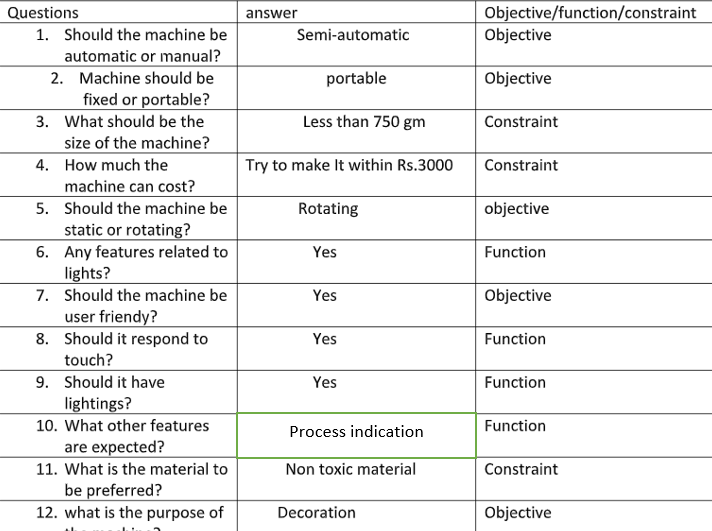 Questions answer Objective/function/constraint
1. Should the machine be Semi-automatic Objective
automatic or manual?
2. Machine should be portable Objective
fixed or portable?
3. What should be the Less than 750 gm Constraint
size of the machine?
4. How much the Try to make It within Rs.3000 Constraint
machine can cost?
5. Should the machine be Rotating objective
static or rotating?
6. Any features related to Yes Function
lights?
7. Should the machine be Yes Objective
user friendy?
8. Should it respond to Yes Function
touch?
9. Should it have Yes Function
lightings?
10. What other features Process indication Function
are expected?
11. What is the material to Non toxic material Constraint
be preferred?
12. what is the purpose of Decoration Objective
the machine?